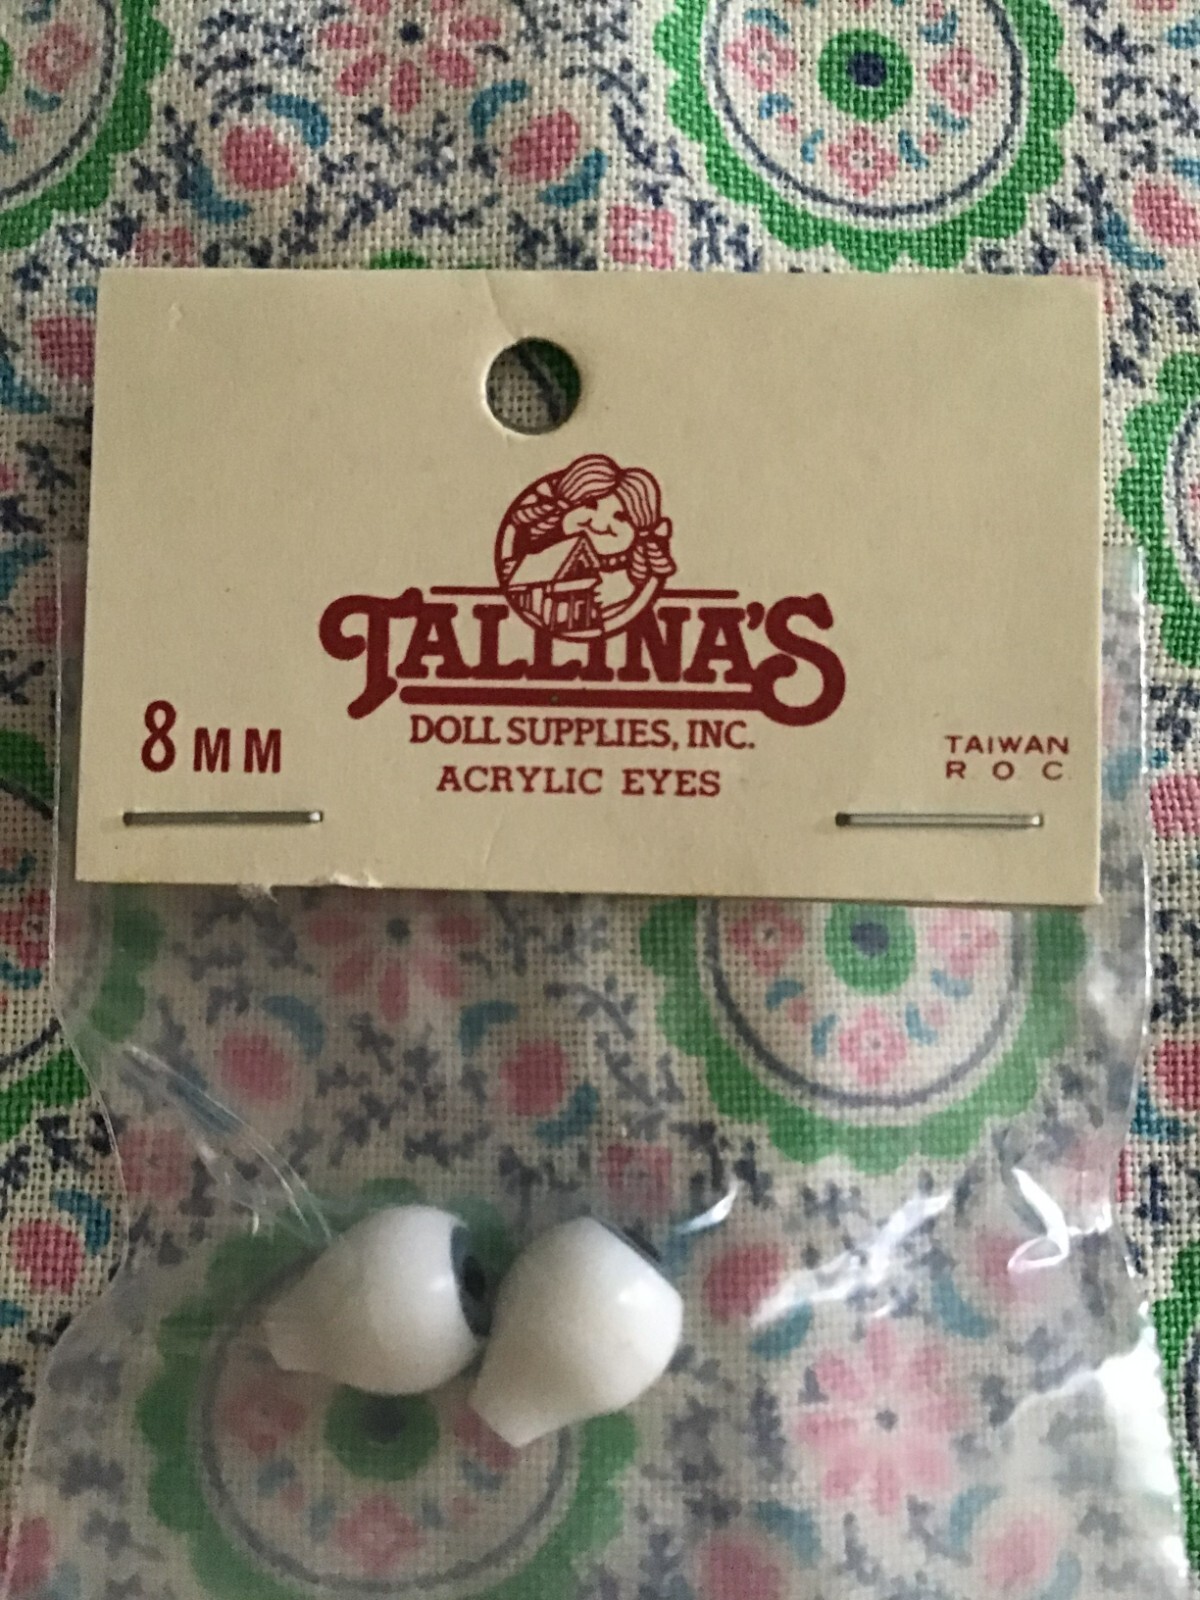 TALLINA'S
DOLL SUPPLIES, INC.
ACRYLIC EYES
8 MM
TAIWAN
R. O. C.